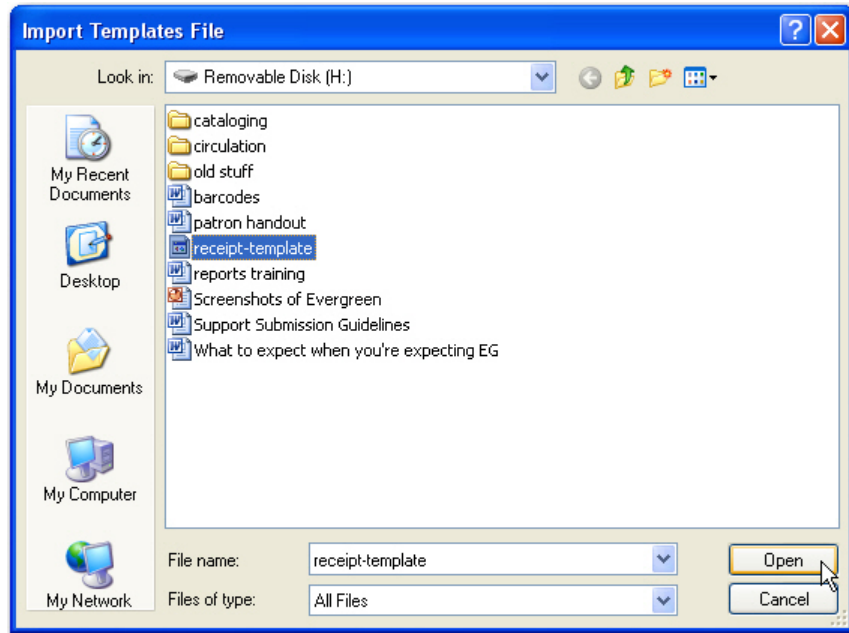 Import Templates File
Look in: Removable Disk (H:)
My Recent
Documents
Desktop
My Documents
My Computer
My Network
cataloging
circulation
old stuff
barcodes
patron handout
receipt-template
reports training
Screenshots of Evergreen
Support Submission Guidelines
What to expect when you're expecting EG
File name: receipt-template Open
Files of type: All Files Cancel